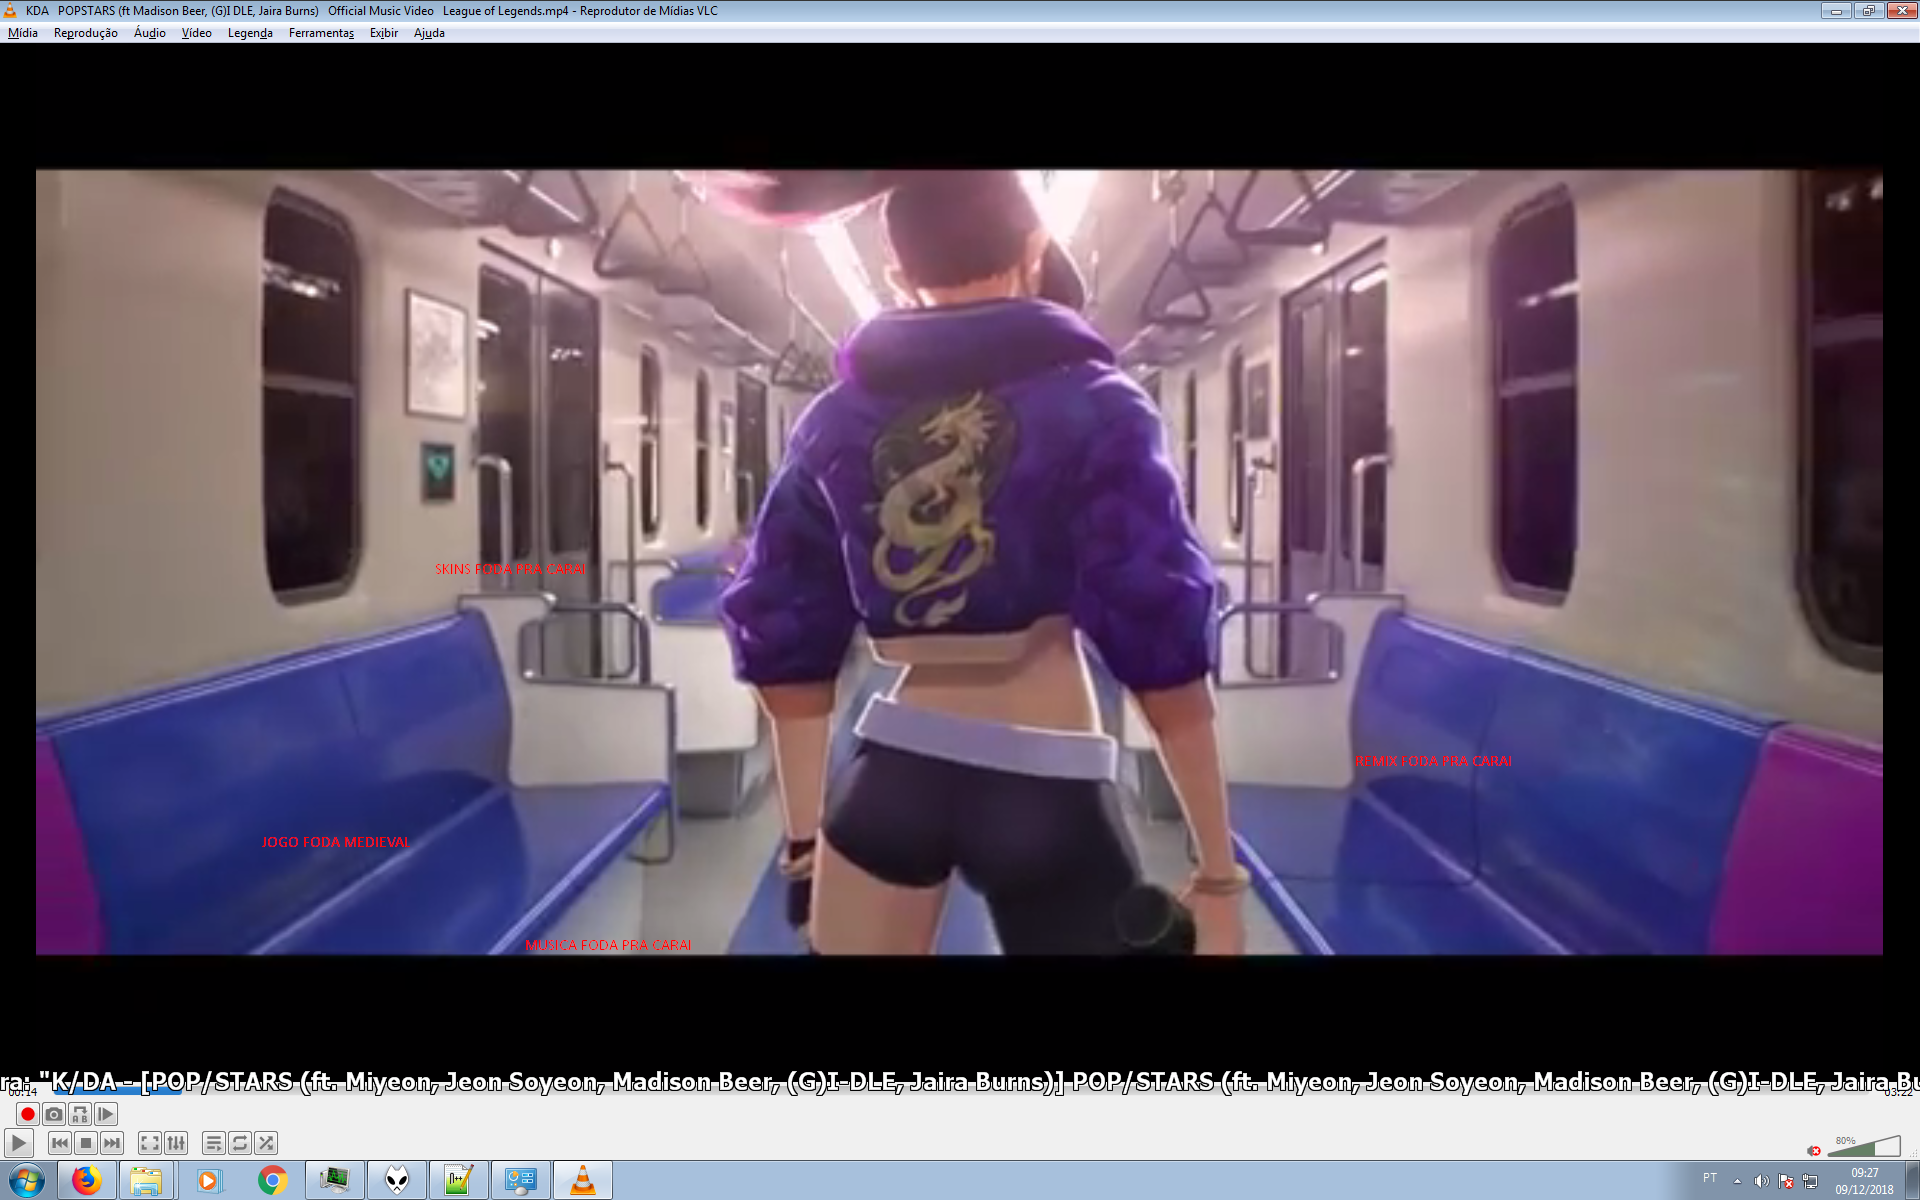 KDA POPSTARS (ft Madison Beer, (G)I DLE, Jaira Burns) Official Music Video League of Legends.mp4 - Reprodutor de Mídias VLC
Mídia Reprodução Áudio Vídeo Legenda Ferramentas Exibir Ajuda
SKINS FODA PRA CARAI
REMIX FODA PRA CARAI
JOGO FODA MEDIEVAL
MUSICA FODA PRA CARAI
ra: "K/DA - [POP/STARS (ft. Miyeon, Jeon Soyeon, Madison Beer, (G)I-DLE, Jaira Burns)] POP/STARS (ft. Miyeon, Jeon Soyeon, Madison Beer, (G)I-DLE, Jaira Bu
00:14 03:22
A B
80%
N++
PT
09:27
09/12/2018